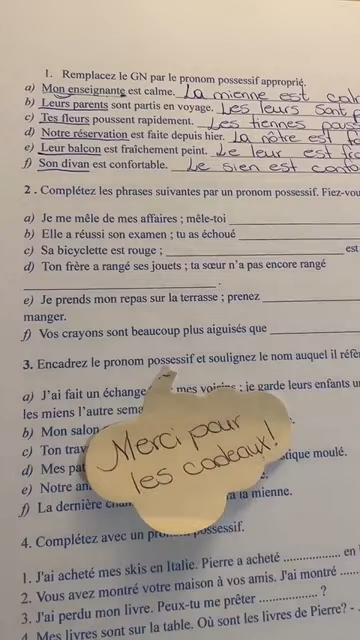 1. Remplacez le GN par le pronom possessif approprié.
a) Mon enseignante est calme. La mienne est
b) Leurs parents sont partis en voyage. Les leurs sont
c) Tes fleurs poussent rapidement. Les tiennes
d) Notre réservation est faite depuis hier. La nôtre est
e) Leur balcon est fraîchement peint. Le leur est
f) Son divan est confortable. Le sien est
2. Complétez les phrases suivantes par un pronom possessif.
a) Je me mêle de mes affaires ; mêle-toi
b) Elle a réussi son examen ; tu as échoué
c) Sa bicyclette est rouge ; est
d) Ton frère a rangé ses jouets ; ta sœur n'a pas encore rangé
.
e) Je prends mon repas sur la terrasse ; prenez
manger.
f) Vos crayons sont beaucoup plus aiguisés que
3. Encadrez le pronom possessif et soulignez le nom auquel il
a) J'ai fait un échange mes voisins ; je garde leurs enfants
les miens l'autre
b) Mon salon
c) Ton moulé.
d) Mes
e) Notre
f) La dernière à la mienne.
Merci pour
les cadeaux!
4. Complétez avec un possessif.
1. J'ai acheté mes skis en Italie. Pierre a acheté ................ en
2. Vous avez montré votre maison à vos amis. J'ai montré
3. J'ai perdu mon livre. Peux-tu me prêter ................ ?
4 Mes livres sont sur la table. Où sont les livres de Pierre? -